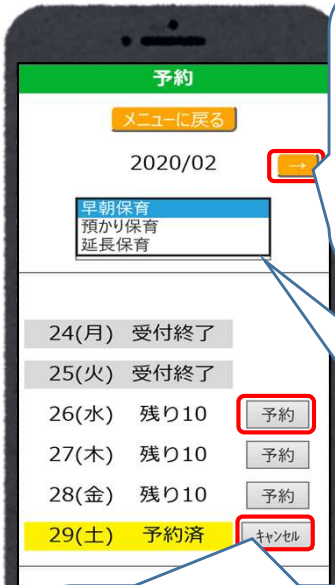 予約
メニューに戻る
2020/02 →
早朝保育
預かり保育
延長保育
24(月) 受付終了
25(火) 受付終了
26(水) 残り10 予約
27(木) 残り10 予約
28(金) 残り10 予約
29(土) 予約済 キャンセル